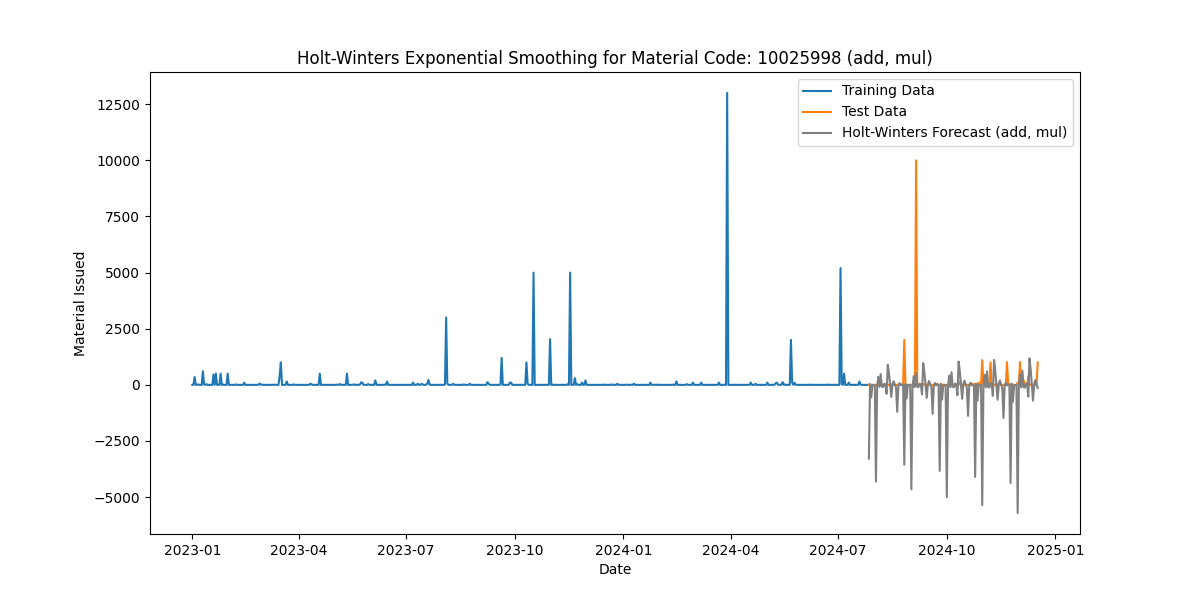 Holt-Winters Exponential Smoothing for Material Code: 10025998 (add, mul)
Training Data
Test Data
Holt-Winters Forecast (add, mul)
Material Issued
12500
10000
7500
5000
2500
0
−2500
−5000
2023-01 2023-04 2023-07 2023-10 2024-01 2024-04 2024-07 2024-10 2025-01
Date